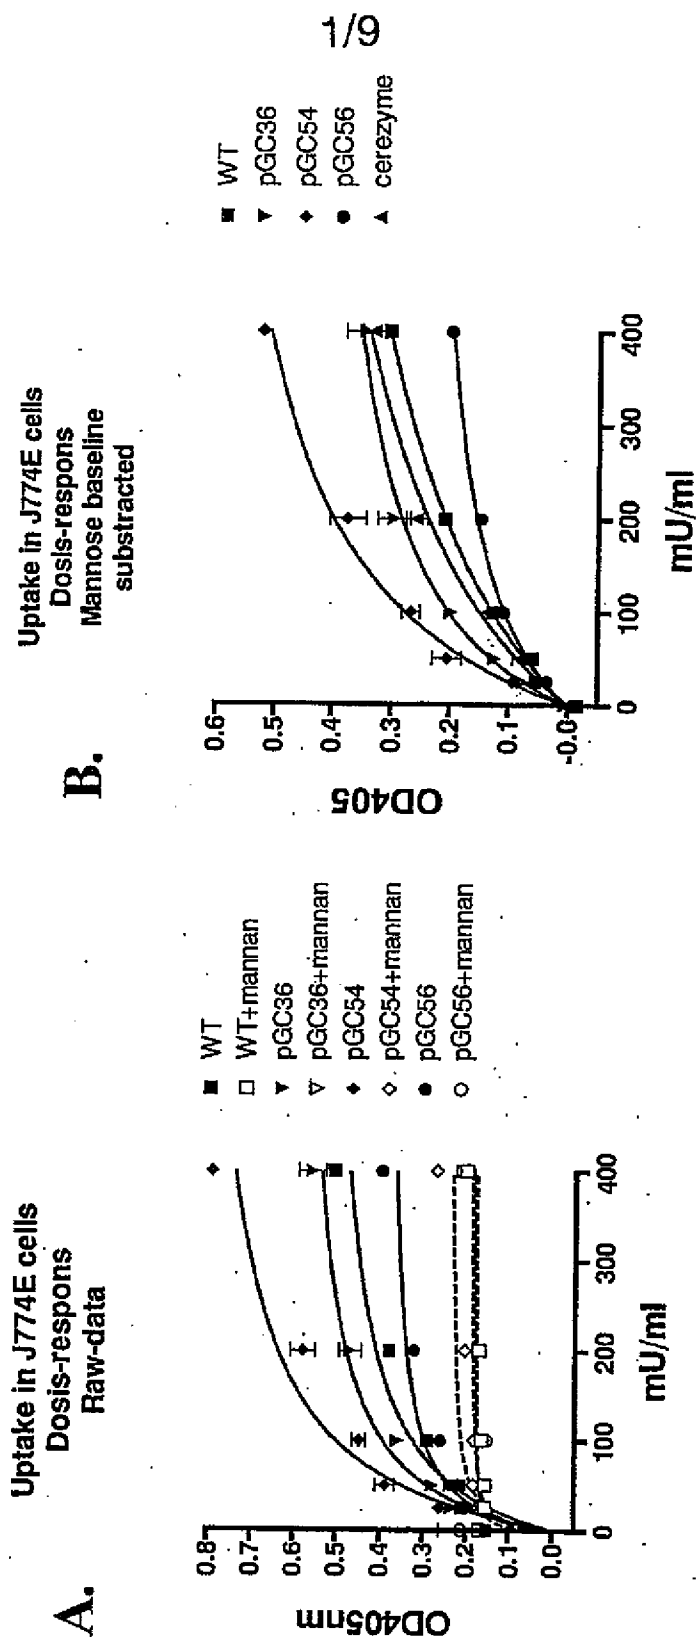 1/9
A.
Uptake in J774E cells
Dosis-respons
Raw-data
OD405nm
0.8
0.7
0.6
0.5
0.4
0.3
0.2
0.1
0.0
0
100
200
300
400
mU/ml
WT
WT+mannan
pGC36
pGC36+mannan
pGC54
pGC54+mannan
pGC56
pGC56+mannan
B.
Uptake in J774E cells
Dosis-respons
Mannose baseline
substracted
OD405
0.6
0.5
0.4
0.3
0.2
0.1
-0.0
0
100
200
300
400
mU/ml
WT
pGC36
pGC54
pGC56
cerezyme